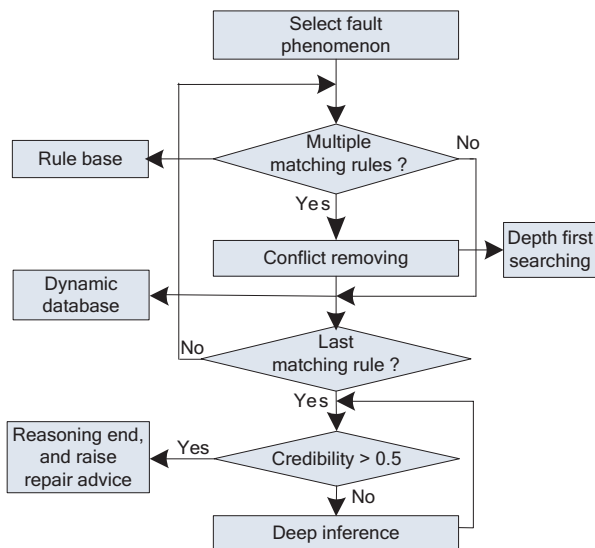 Select fault
phenomenon
Multiple
matching rules ?
No
Rule base
Yes
Conflict removing
Depth first
searching
Dynamic
database
Last
matching rule ?
No
Yes
Reasoning end,
and raise
repair advice
Yes
Credibility > 0.5
No
Deep inference